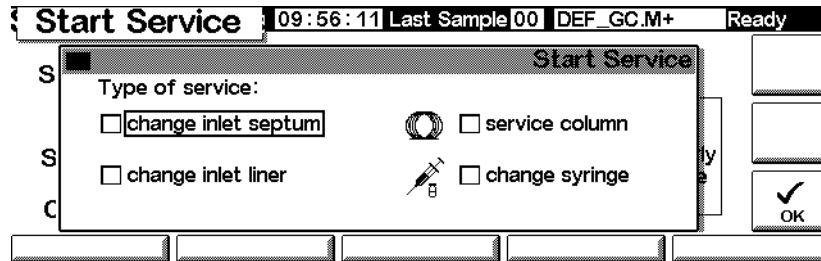 Start Service 09:56:11 Last Sample 00 DEF_GC.M+ Ready
Start Service
Type of service:
change inlet septum service column
change inlet liner change syringe
OK